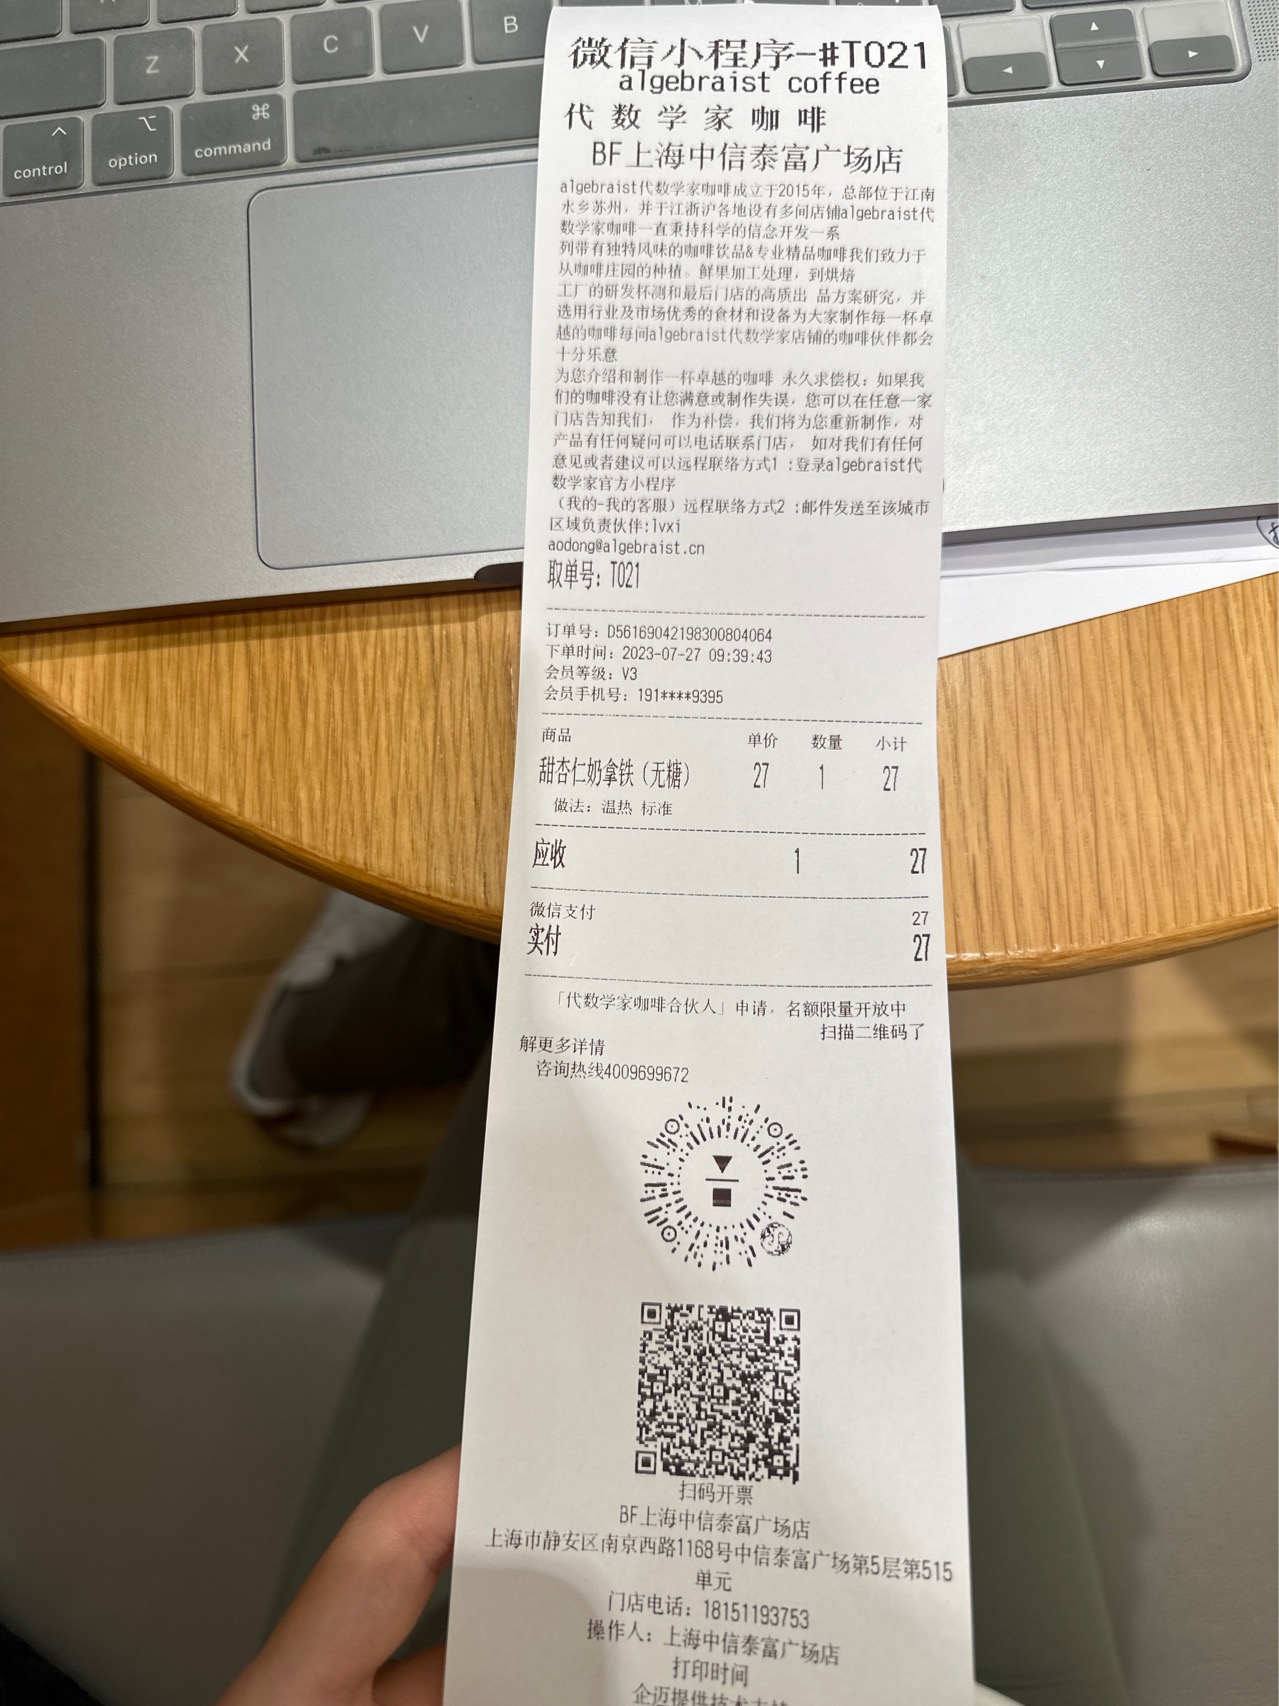 Z
X
C
V
B
M
control
option
⌘
command
微信小程序-#T021
algebraist coffee
代数学家咖啡
BF上海中信泰富广场店
algebraist代数学家咖啡成立于2015年，总部位于江南
水乡苏州，并于江浙沪各地设有多间店铺algebraist代
数学家咖啡一直秉持科学的信念开发一系
列带有独特风味的咖啡饮品&专业精品咖啡我们致力于
从咖啡庄园的种植。鲜果加工处理，到烘焙
工厂的研发杯测和最后门店的高质出 品方案研究，并
选用行业及市场优秀的食材和设备为大家制作每一杯卓
越的咖啡每间algebraist代数学家店铺的咖啡伙伴都会
十分乐意
为您介绍和制作一杯卓越的咖啡 永久求偿权：如果我
们的咖啡没有让您满意或制作失误，您可以在任意一家
门店告知我们， 作为补偿，我们将为您重新制作，对
产品有任何疑问可以电话联系门店， 如对我们有任何
意见或者建议可以远程联络方式1 :登录algebraist代
数学家官方小程序
（我的-我的客服）远程联络方式2 :邮件发送至该城市
区域负责伙伴:lvxi
aodong@algebraist.cn
取单号：T021
订单号：D56169042198300804064
下单时间：2023-07-27 09:39:43
会员等级：V3
会员手机号：191****9395
商品 单价 数量 小计
甜杏仁奶拿铁（无糖） 27 1 27
做法：温热 标准
应收 1 27
微信支付 27
实付 27
「代数学家咖啡合伙人」申请，名额限量开放中
扫描二维码了
解更多详情
咨询热线4009699672
扫码开票
BF上海中信泰富广场店
上海市静安区南京西路1168号中信泰富广场第5层第515
单元
门店电话：18151193753
操作人：上海中信泰富广场店
打印时间
企迈提供技术支持